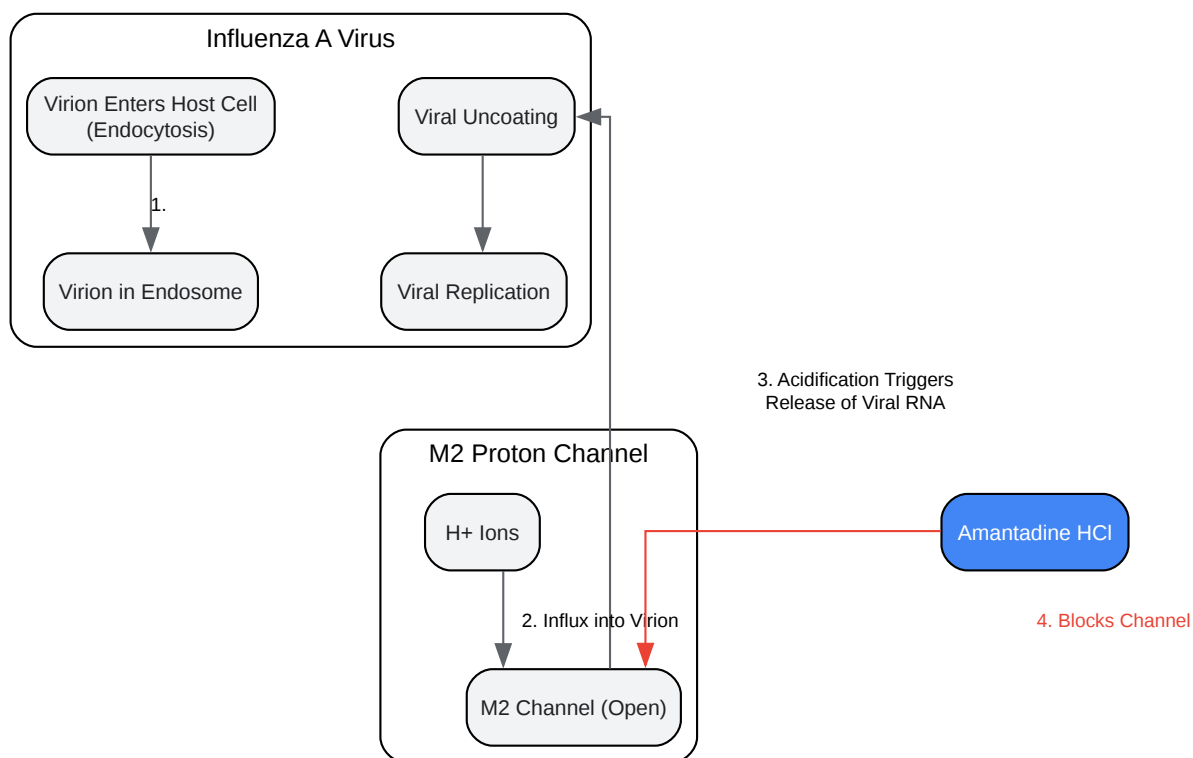 Influenza A Virus
Virion Enters Host Cell
(Endocytosis)
Viral Uncoating
1.
Virion in Endosome
Viral Replication
3. Acidification Triggers
Release of Viral RNA
M2 Proton Channel
H+ Ions
Amantadine HCl
2. Influx into Virion
4. Blocks Channel
M2 Channel (Open)